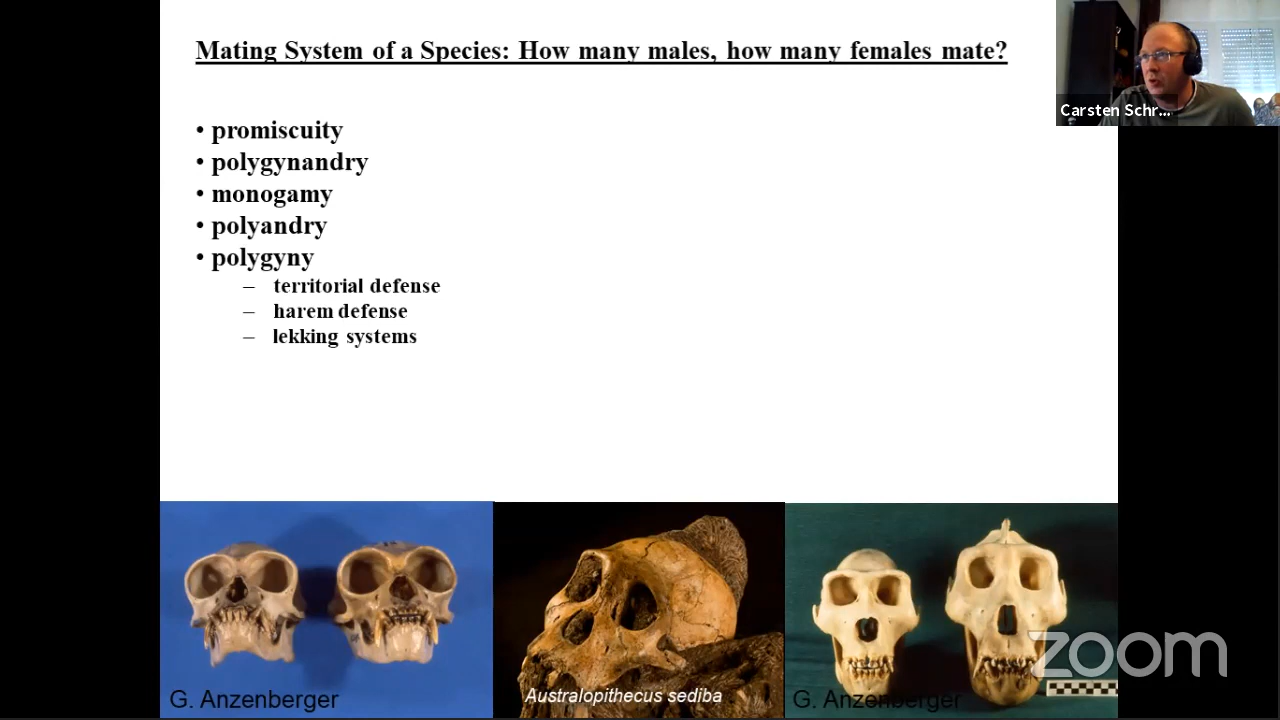 Mating System of a Species: How many males, how many females mate?
Carsten Schr...
• promiscuity
• polygynandry
• monogamy
• polyandry
• polygyny
– territorial defense
– harem defense
– lekking systems
G. Anzenberger
Australopithecus sediba
G. Anzenberger
zoom